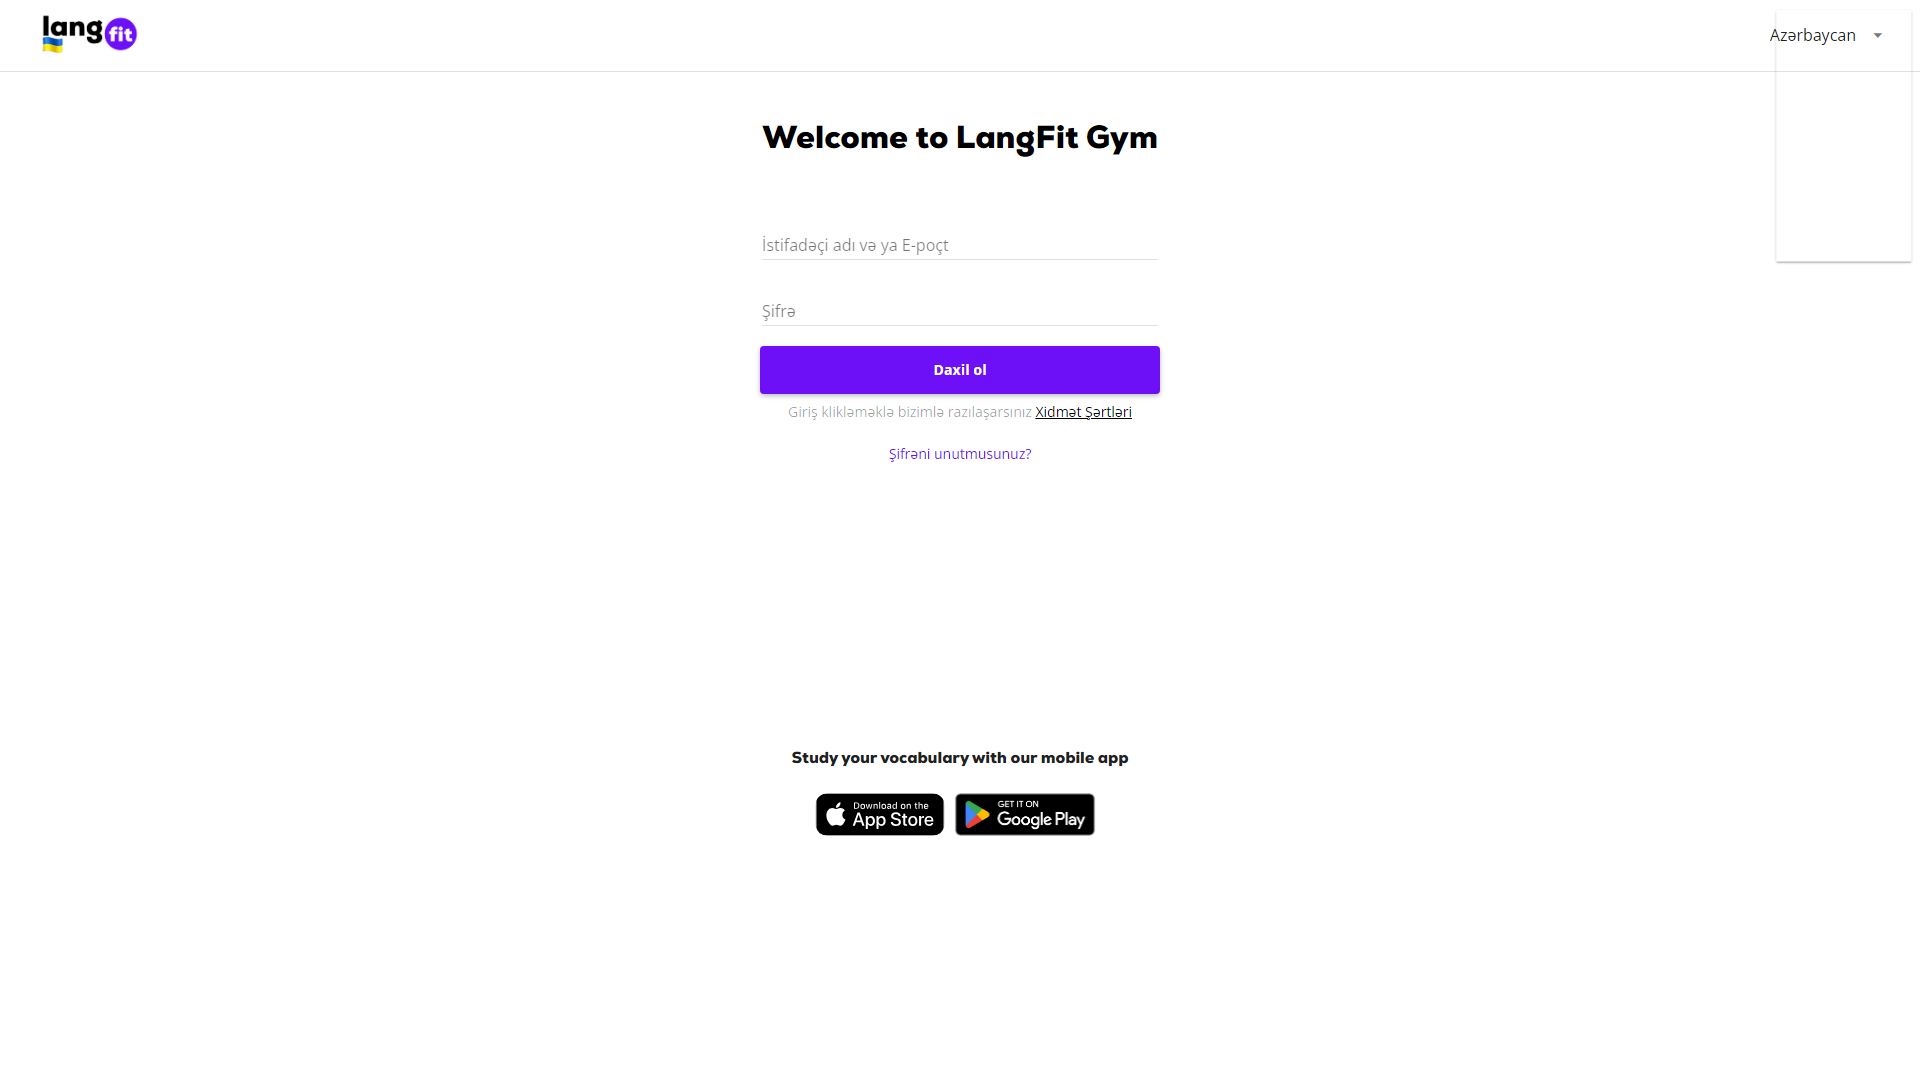 lang fit
Azərbaycan
Welcome to LangFit Gym
İstifadəçi adı və ya E-poçt
Şifrə
Daxil ol
Giriş klikləməklə bizimlə razılaşarsınız Xidmət Şərtləri
Şifrəni unutmusunuz?
Study your vocabulary with our mobile app
Download on the
App Store
GET IT ON
Google Play